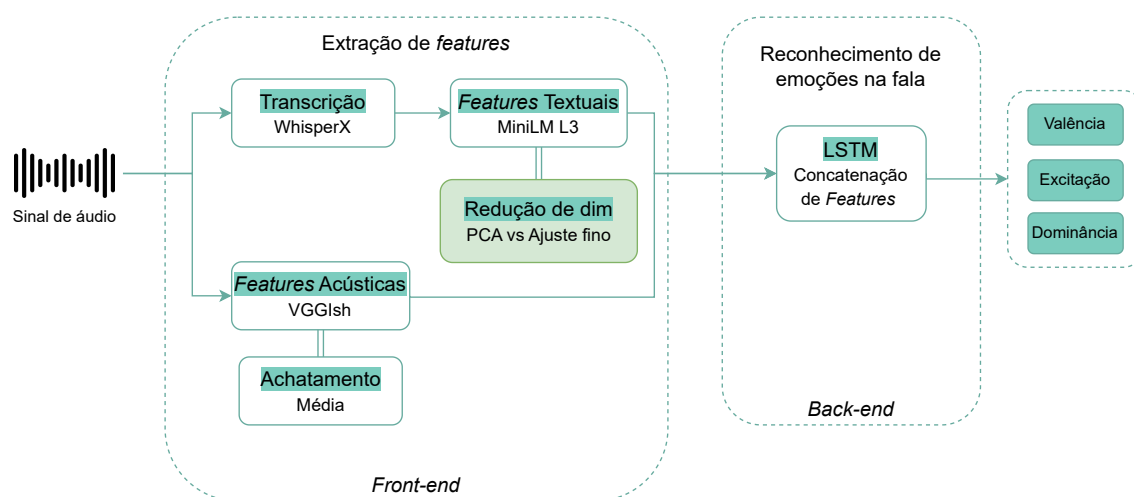 Extração de features
Transcrição
WhisperX
Features Textuais
MiniLM L3
Redução de dim
PCA vs Ajuste fino
Sinal de áudio
Features Acústicas
VGGIsh
Achatamento
Média
Front-end
Reconhecimento de
emoções na fala
LSTM
Concatenação
de Features
Back-end
Valência
Excitação
Dominância